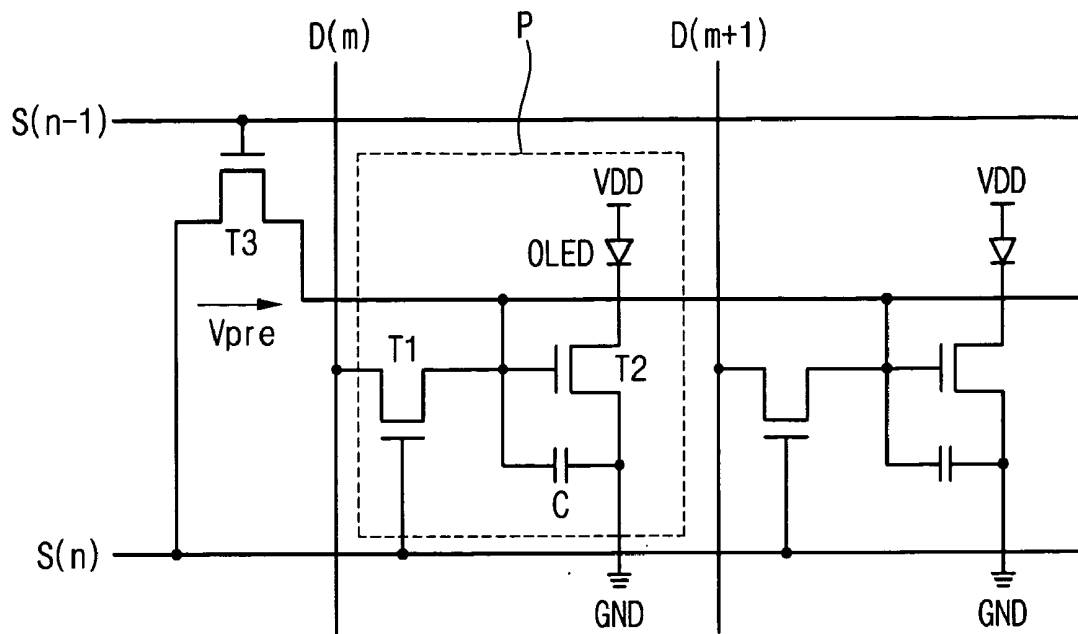 P
D(m)
D(m+1)
S(n-1)
VDD
VDD
T3
OLED
Vpre
T1
T2
C
S(n)
GND
GND